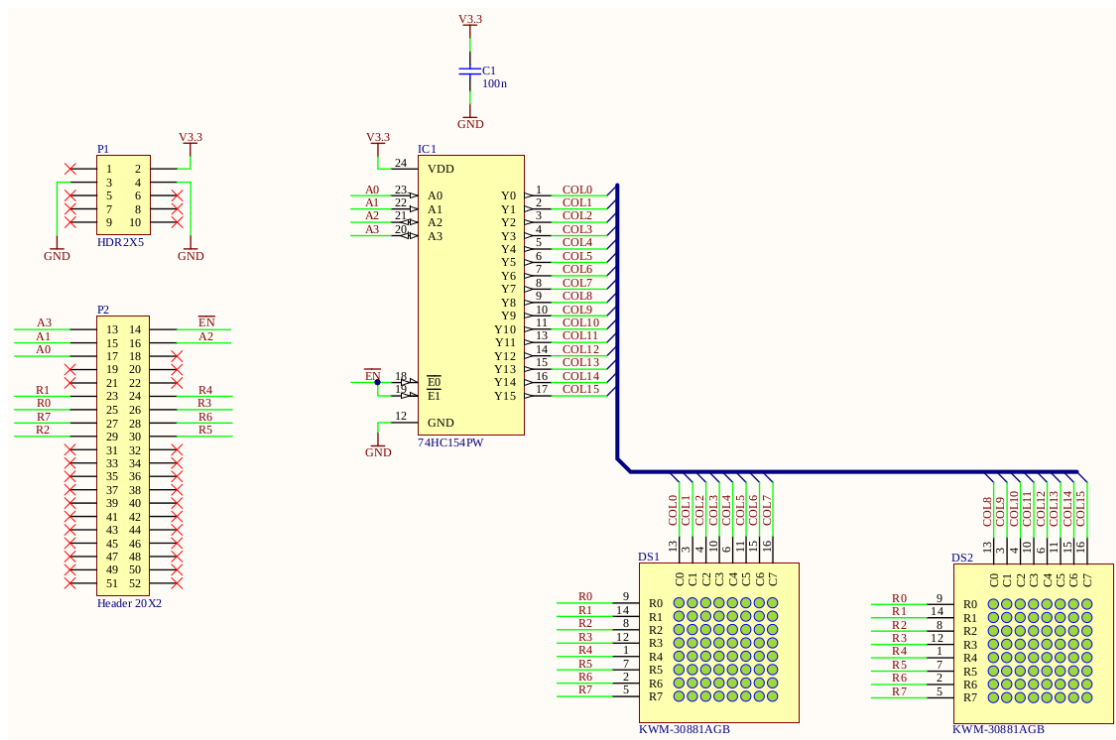 V3.3
C1
100n
GND
P1
V3.3
1 2
3 4
5 6
7 8
9 10
HDR2X5
GND
GND
P2
A3 13 14 EN
A1 15 16 A2
A0 17 18
19 20
21 22
R1 23 24 R4
R0 25 26 R3
R7 27 28 R6
R2 29 30 R5
31 32
33 34
35 36
37 38
39 40
41 42
43 44
45 46
47 48
49 50
51 52
Header 20X2
V3.3
IC1
24 VDD
A0 23 A0 Y0 1 COL0
A1 22 A1 Y1 2 COL1
A2 21 A2 Y2 3 COL2
A3 20 A3 Y3 4 COL3
Y4 5 COL4
Y5 6 COL5
Y6 7 COL6
Y7 8 COL7
Y8 9 COL8
Y9 10 COL9
Y10 11 COL10
Y11 13 COL11
Y12 14 COL12
Y13 15 COL13
EN 18 E0 Y14 16 COL14
19 E1 Y15 17 COL15
12 GND
74HC154PW
GND
COL0 COL1 COL2 COL3 COL4 COL5 COL6 COL7
13 3 4 10 6 11 15 16
DS1
C0 C1 C2 C3 C4 C5 C6 C7
R0 9 R0
R1 14 R1
R2 8 R2
R3 12 R3
R4 1 R4
R5 7 R5
R6 2 R6
R7 5 R7
KWM-30881AGB
COL8 COL9 COL10 COL11 COL12 COL13 COL14 COL15
13 3 4 10 6 11 15 16
DS2
C0 C1 C2 C3 C4 C5 C6 C7
R0 9 R0
R1 14 R1
R2 8 R2
R3 12 R3
R4 1 R4
R5 7 R5
R6 2 R6
R7 5 R7
KWM-30881AGB